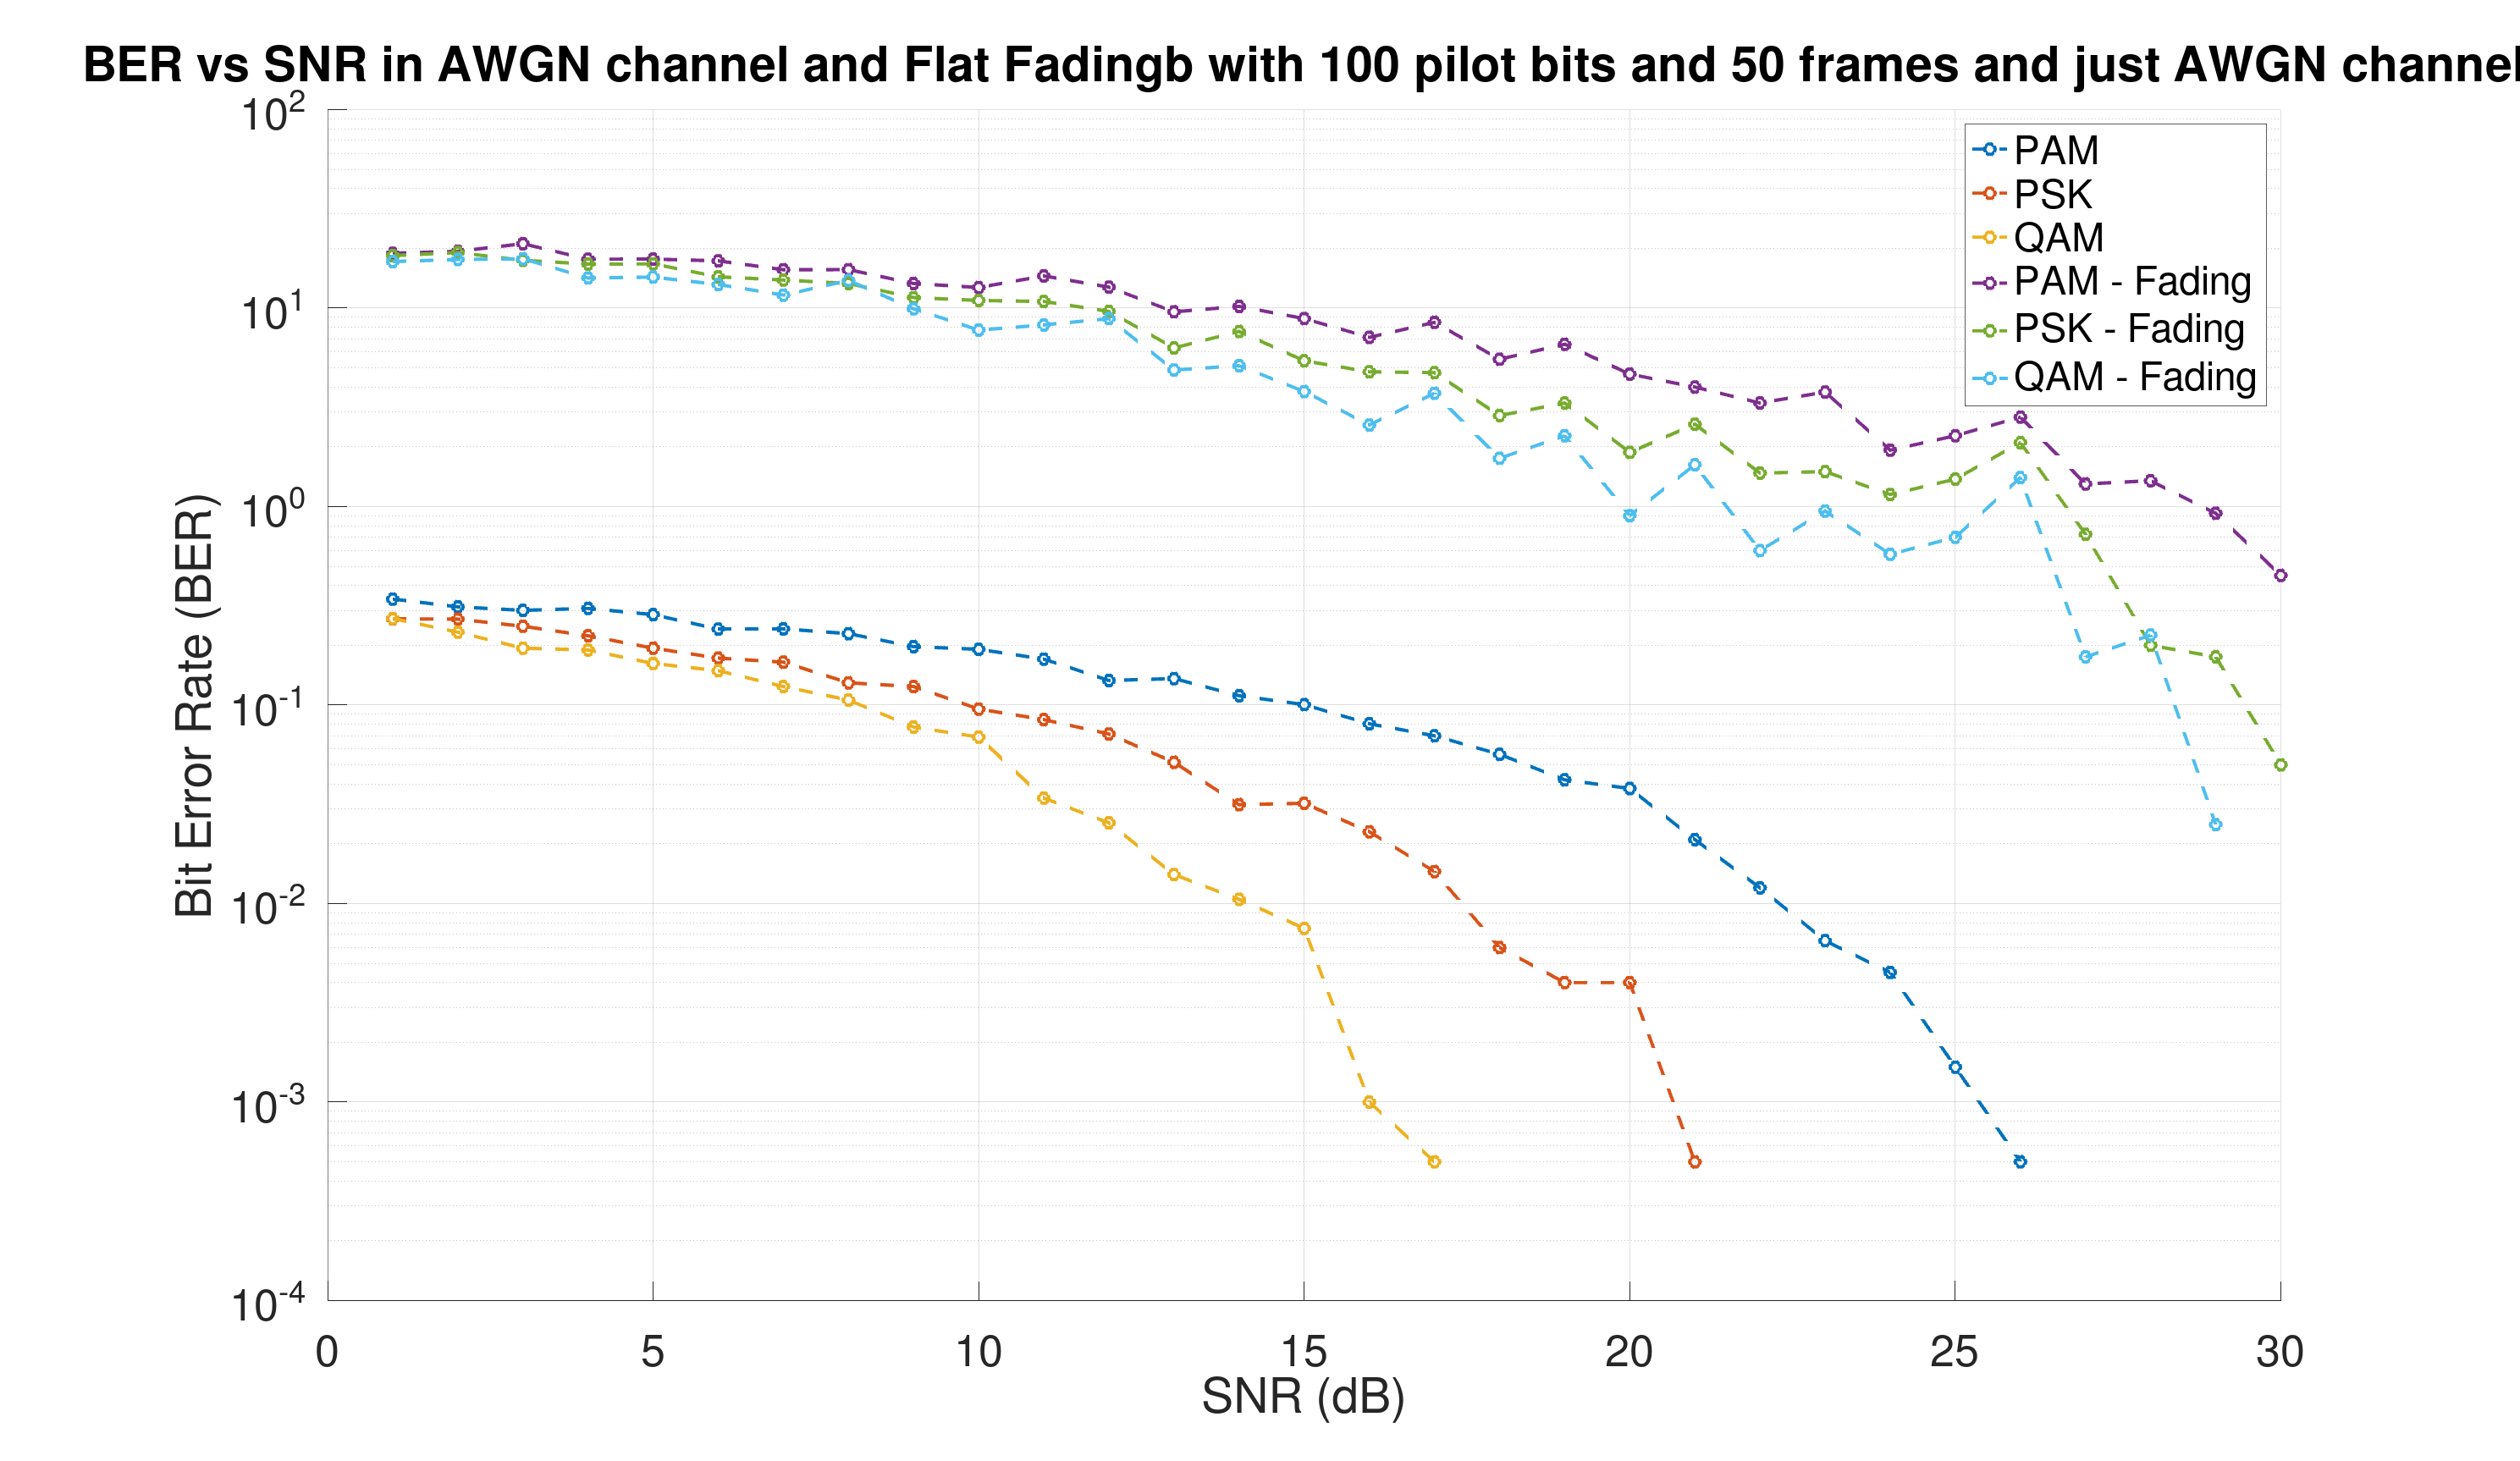 BER vs SNR in AWGN channel and Flat Fadingb with 100 pilot bits and 50 frames and just AWGN channel
10^2
10^1
10^0
10^-1
10^-2
10^-3
10^-4
Bit Error Rate (BER)
PAM
PSK
QAM
PAM - Fading
PSK - Fading
QAM - Fading
0 5 10 15 20 25 30
SNR (dB)